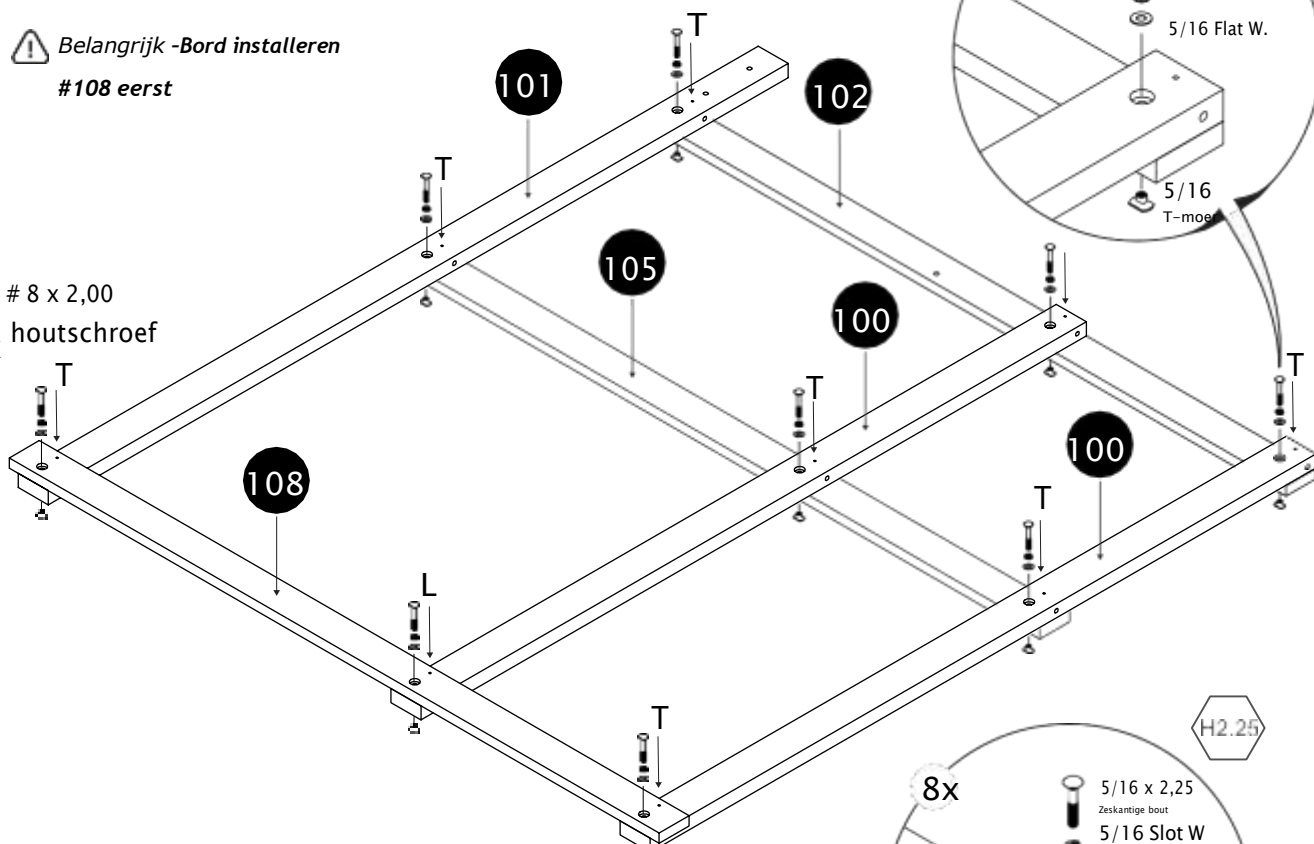 Belangrijk -Bord installeren
#108 eerst
T
5/16 Flat W.
101
102
T
5/16
T-moer
105
# 8 x 2,00
100
houtschroef
T
T
T
100
108
T
L
T
H2.25
8x
5/16 x 2,25
Zeskantige bout
5/16 Slot W